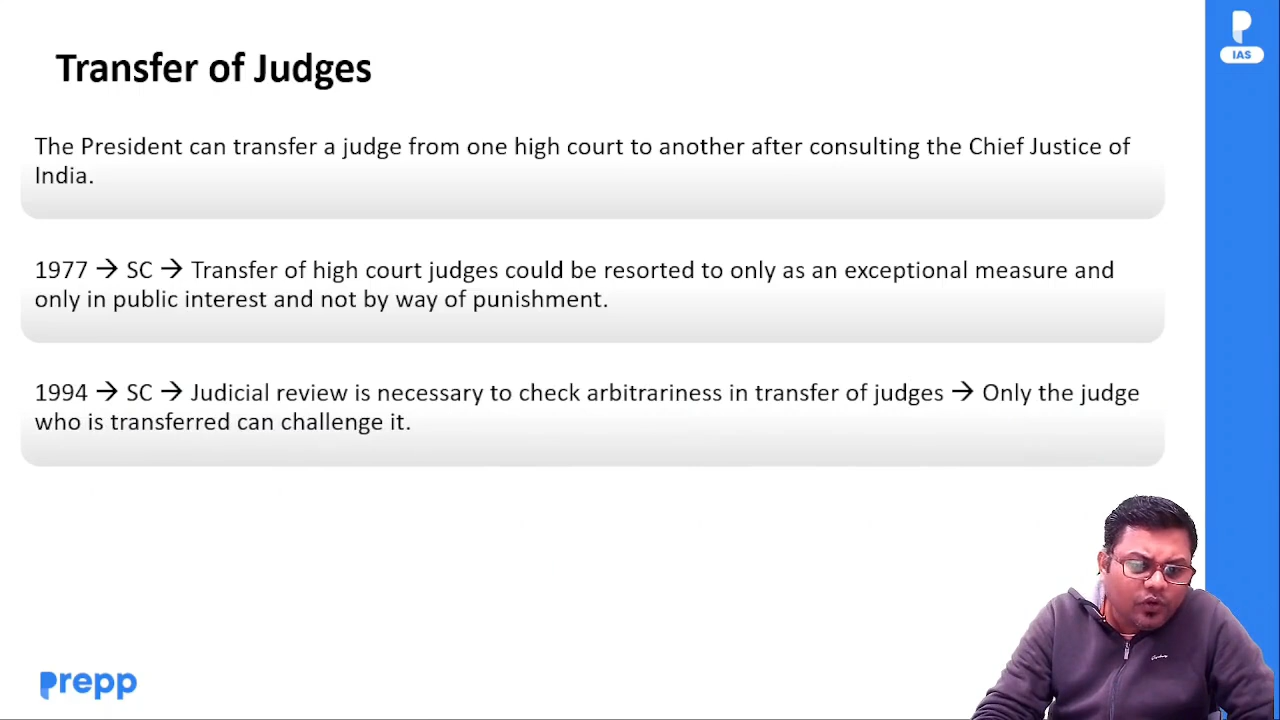 Transfer of Judges
IAS
The President can transfer a judge from one high court to another after consulting the Chief Justice of
India.
1977 → SC → Transfer of high court judges could be resorted to only as an exceptional measure and
only in public interest and not by way of punishment.
1994 → SC → Judicial review is necessary to check arbitrariness in transfer of judges → Only the judge
who is transferred can challenge it.
prepp